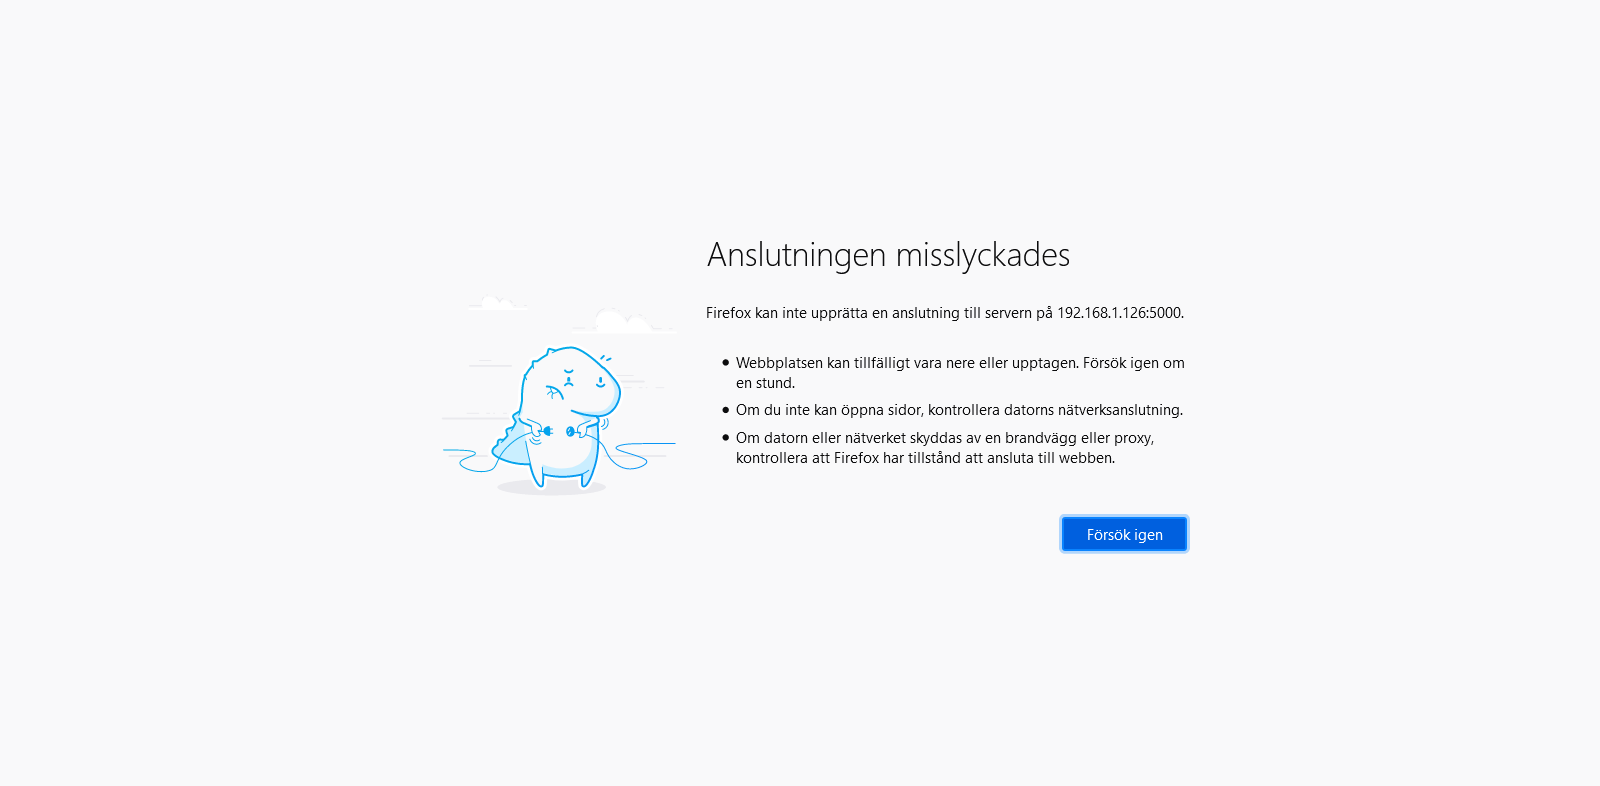 Anslutningen misslyckades
Firefox kan inte upprätta en anslutning till servern på 192.168.1.126:5000.
Webbplatsen kan tillfälligt vara nere eller upptagen. Försök igen om
en stund.
Om du inte kan öppna sidor, kontrollera datorns nätverksanslutning.
Om datorn eller nätverket skyddas av en brandvägg eller proxy,
kontrollera att Firefox har tillstånd att ansluta till webben.
Försök igen